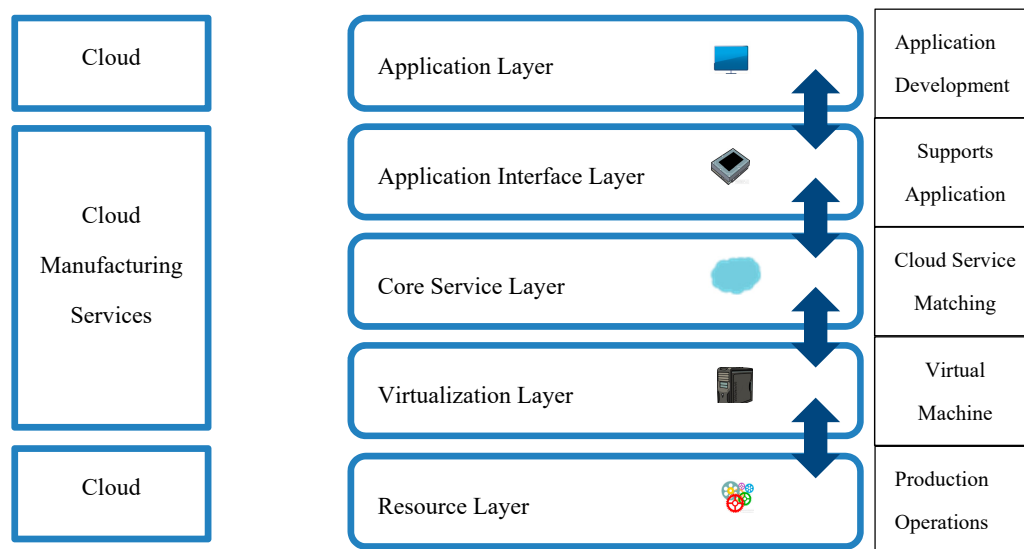 Cloud
Application Layer
Application
Development
Cloud
Manufacturing
Services
Application Interface Layer
Supports
Application
Core Service Layer
Cloud Service
Matching
Virtualization Layer
Virtual
Machine
Cloud
Resource Layer
Production
Operations